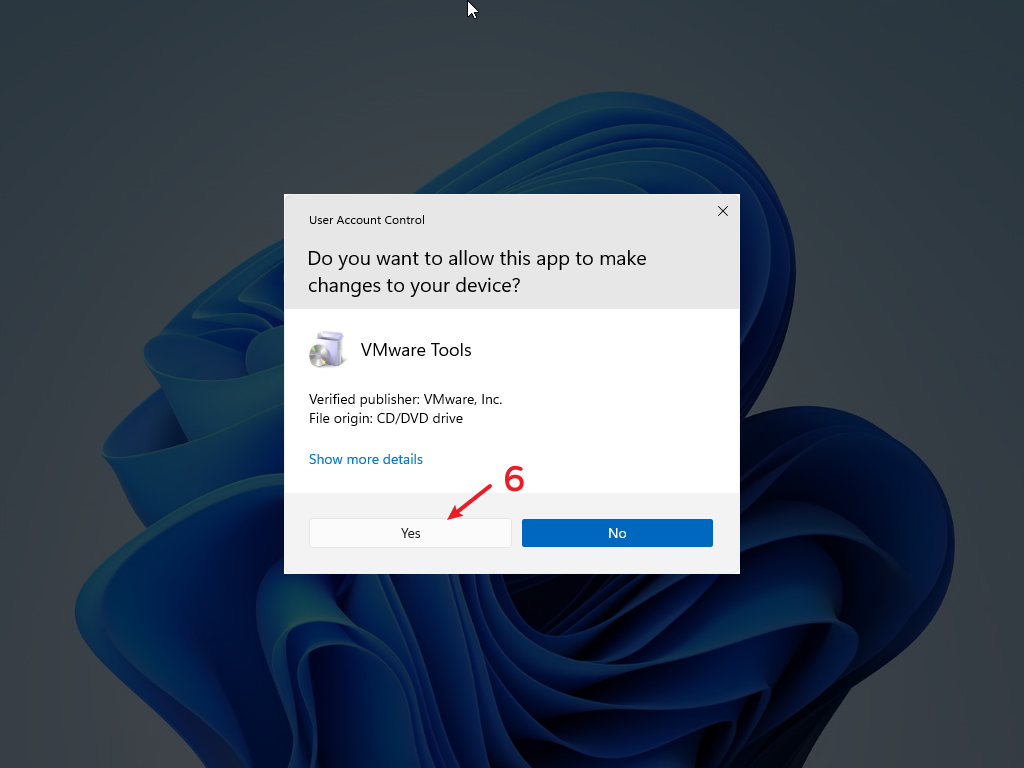 User Account Control
Do you want to allow this app to make
changes to your device?
VMware Tools
Verified publisher: VMware, Inc.
File origin: CD/DVD drive
Show more details
6
Yes
No